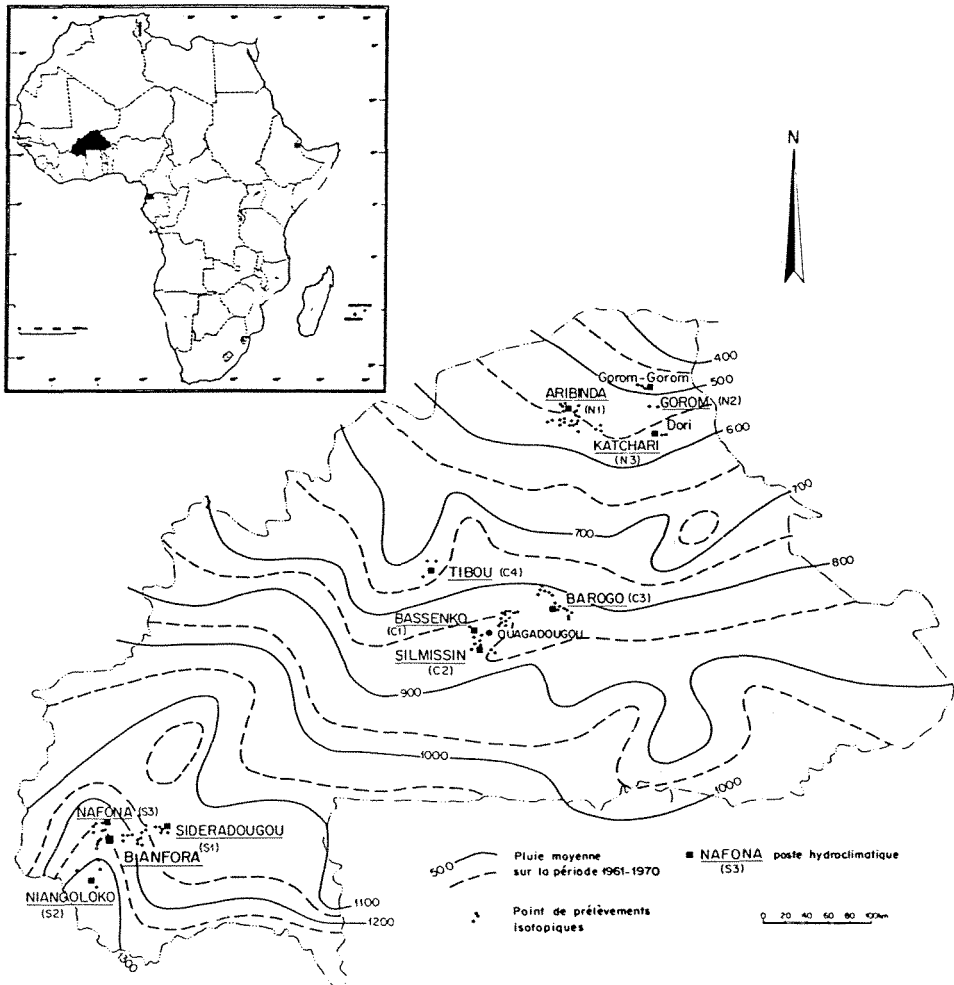 N
400
Gorom-Gorom
500
ARIBINDA
(N1)
GOROM (N2)
Dori
600
KATCHARI
(N3)
700
700
800
TIBOU (C4)
BAROGO (C3)
BASSENKO
(C1)
OUAGADOUGOU
SILMISSIN
(C2)
900
1000
1000
NAFONA (S3)
SIDERADOUGOU
(S1)
BIANFORA
NIANGOLOKO
(S2)
1100
1200
1300
500
Pluie moyenne
sur la période 1961-1970
NAFONA poste hydroclimatique
(S3)
Point de prélèvements
isotopiques
0 20 40 60 80 100km